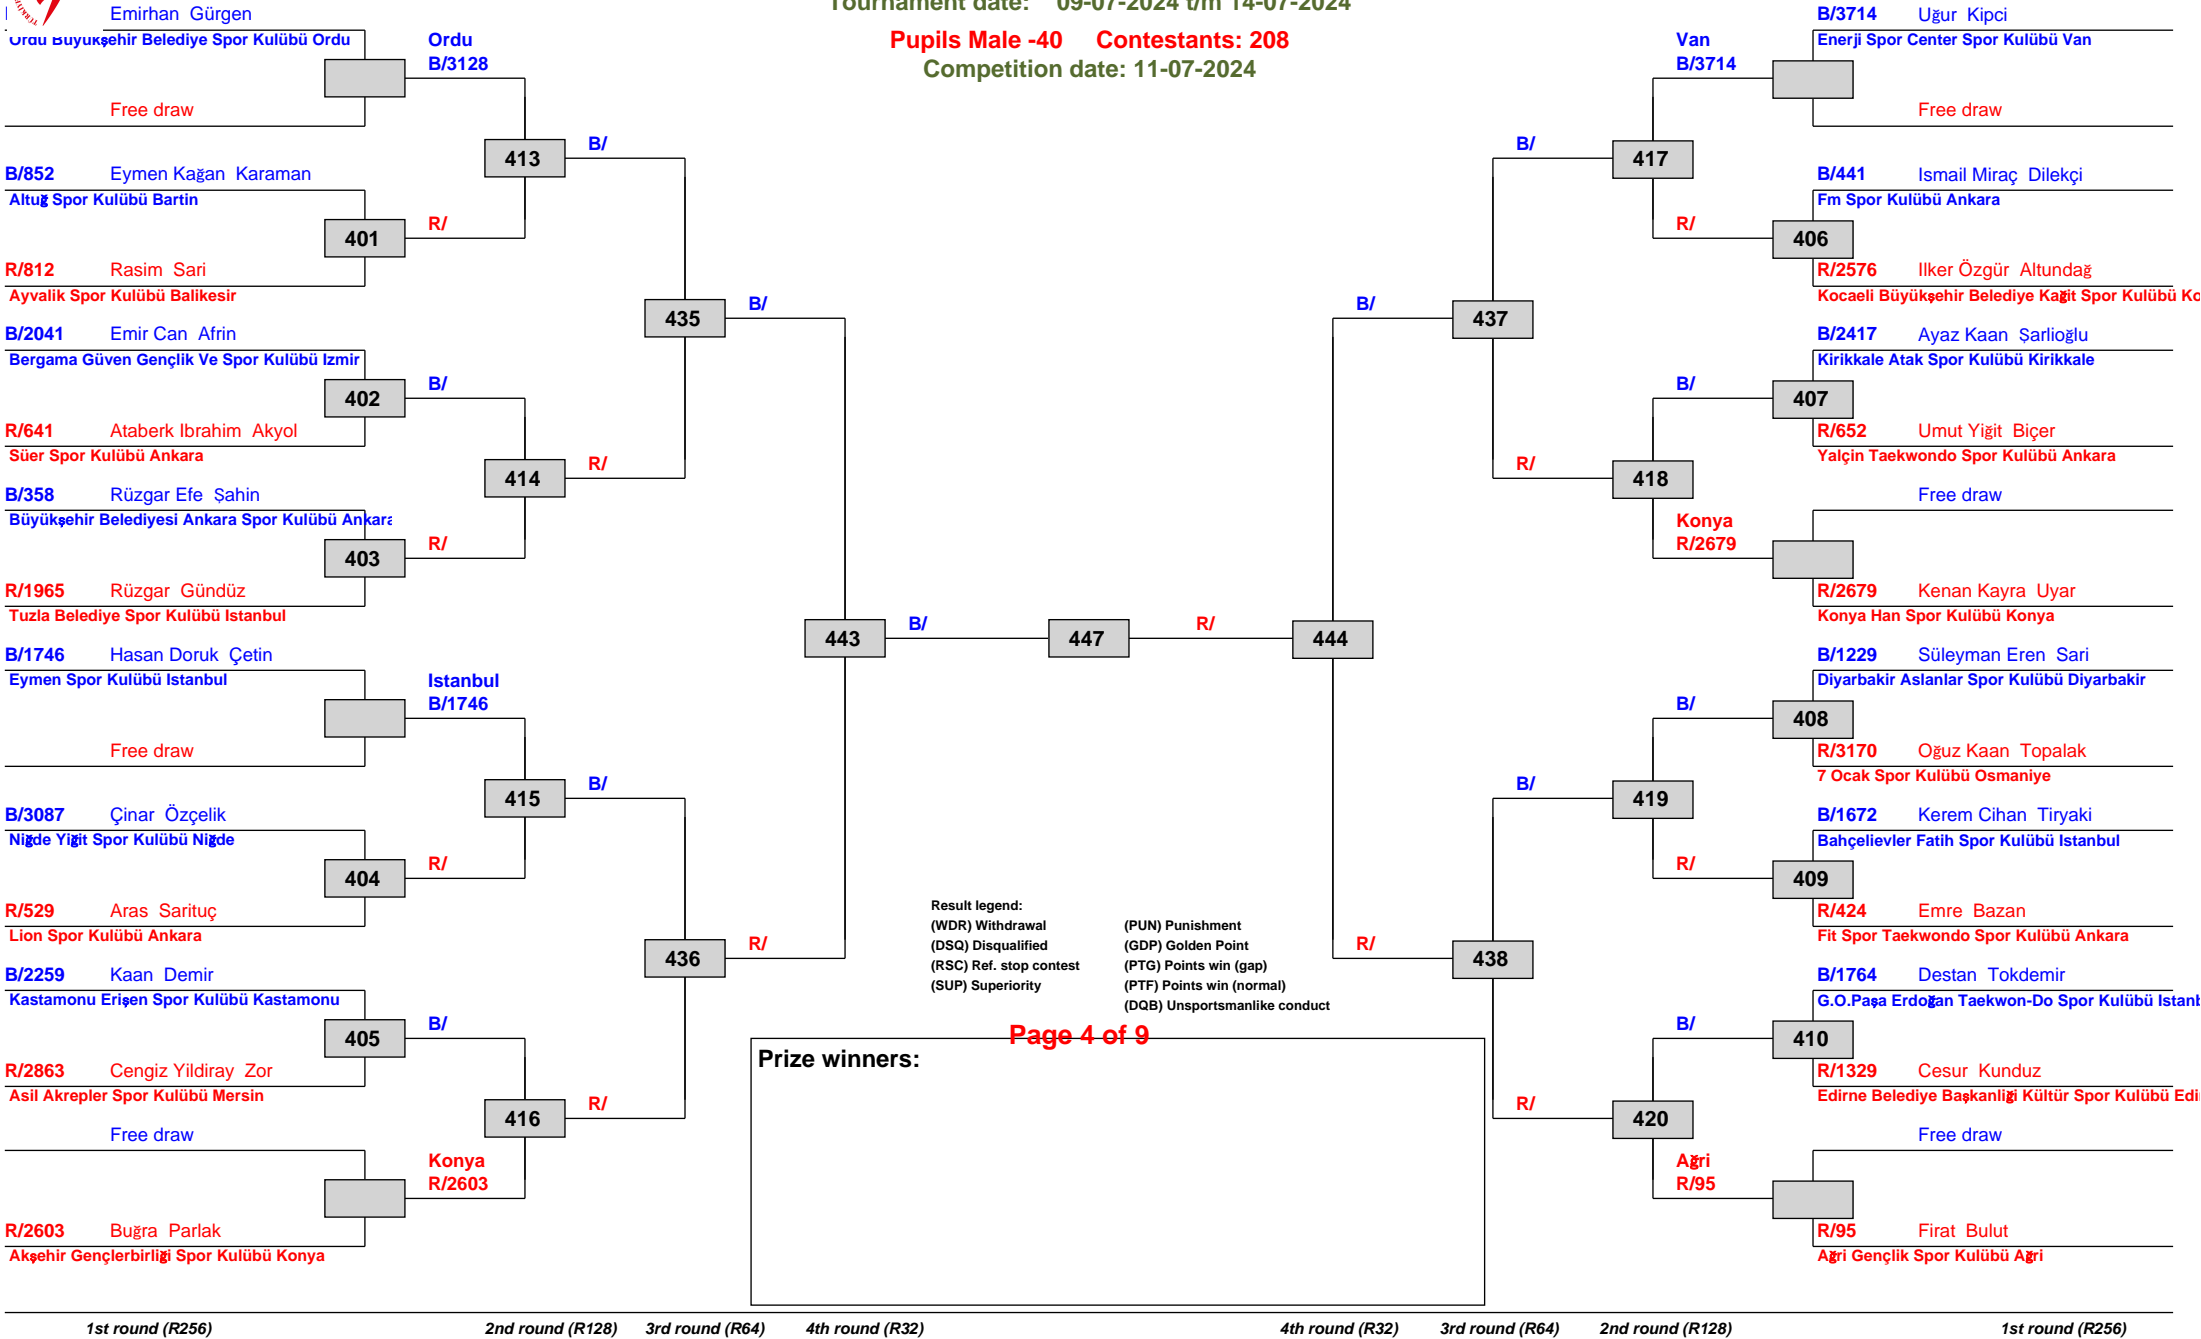 Tournament date: 09-07-2024 t/m 14-07-2024
Pupils Male -40 Contestants: 208
Competition date: 11-07-2024
Emirhan Gürgen
Ordu Büyükşehir Belediye Spor Kulübü Ordu
Ordu
B/3128
Free draw
413
B/
B/852 Eymen Kağan Karaman
Altuğ Spor Kulübü Bartin
401
R/
R/812 Rasim Sari
Ayvalik Spor Kulübü Balikesir
435
B/
B/2041 Emir Can Afrin
Bergama Güven Gençlik Ve Spor Kulübü Izmir
402
B/
R/641 Ataberk Ibrahim Akyol
Süer Spor Kulübü Ankara
414
R/
B/358 Rüzgar Efe Şahin
Büyükşehir Belediyesi Ankara Spor Kulübü Ankara
403
R/
R/1965 Rüzgar Gündüz
Tuzla Belediye Spor Kulübü Istanbul
443
B/
447
R/
444
B/1746 Hasan Doruk Çetin
Eymen Spor Kulübü Istanbul
Istanbul
B/1746
Free draw
415
B/
B/3087 Çinar Özçelik
Niğde Yiğit Spor Kulübü Niğde
404
R/
R/529 Aras Sarituç
Lion Spor Kulübü Ankara
436
R/
B/2259 Kaan Demir
Kastamonu Erişen Spor Kulübü Kastamonu
405
B/
R/2863 Cengiz Yildiray Zor
Asil Akrepler Spor Kulübü Mersin
416
R/
Free draw
Konya
R/2603
R/2603 Buğra Parlak
Akşehir Gençlerbirliği Spor Kulübü Konya
B/3714 Uğur Kipci
Enerji Spor Center Spor Kulübü Van
Van
B/3714
Free draw
B/
417
B/441 Ismail Miraç Dilekçi
Fm Spor Kulübü Ankara
R/
406
R/2576 Ilker Özgür Altundağ
Kocaeli Büyükşehir Belediye Kağit Spor Kulübü Ko
B/
437
B/2417 Ayaz Kaan Şarlioğlu
Kirikkale Atak Spor Kulübü Kirikkale
B/
407
R/652 Umut Yiğit Biçer
Yalçin Taekwondo Spor Kulübü Ankara
R/
418
Free draw
Konya
R/2679
R/2679 Kenan Kayra Uyar
Konya Han Spor Kulübü Konya
B/1229 Süleyman Eren Sari
Diyarbakir Aslanlar Spor Kulübü Diyarbakir
B/
408
R/3170 Oğuz Kaan Topalak
7 Ocak Spor Kulübü Osmaniye
B/
419
B/1672 Kerem Cihan Tiryaki
Bahçelievler Fatih Spor Kulübü Istanbul
R/
409
R/424 Emre Bazan
Fit Spor Taekwondo Spor Kulübü Ankara
R/
438
B/1764 Destan Tokdemir
G.O.Paşa Erdoğan Taekwon-Do Spor Kulübü Istanb
B/
410
R/1329 Cesur Kunduz
Edirne Belediye Başkanliği Kültür Spor Kulübü Edi
R/
420
Free draw
Ağri
R/95
R/95 Firat Bulut
Ağri Gençlik Spor Kulübü Ağri
Result legend:
(WDR) Withdrawal (PUN) Punishment
(DSQ) Disqualified (GDP) Golden Point
(RSC) Ref. stop contest (PTG) Points win (gap)
(SUP) Superiority (PTF) Points win (normal)
(DQB) Unsportsmanlike conduct
Page 4 of 9
Prize winners:
1st round (R256) 2nd round (R128) 3rd round (R64) 4th round (R32) 4th round (R32) 3rd round (R64) 2nd round (R128) 1st round (R256)